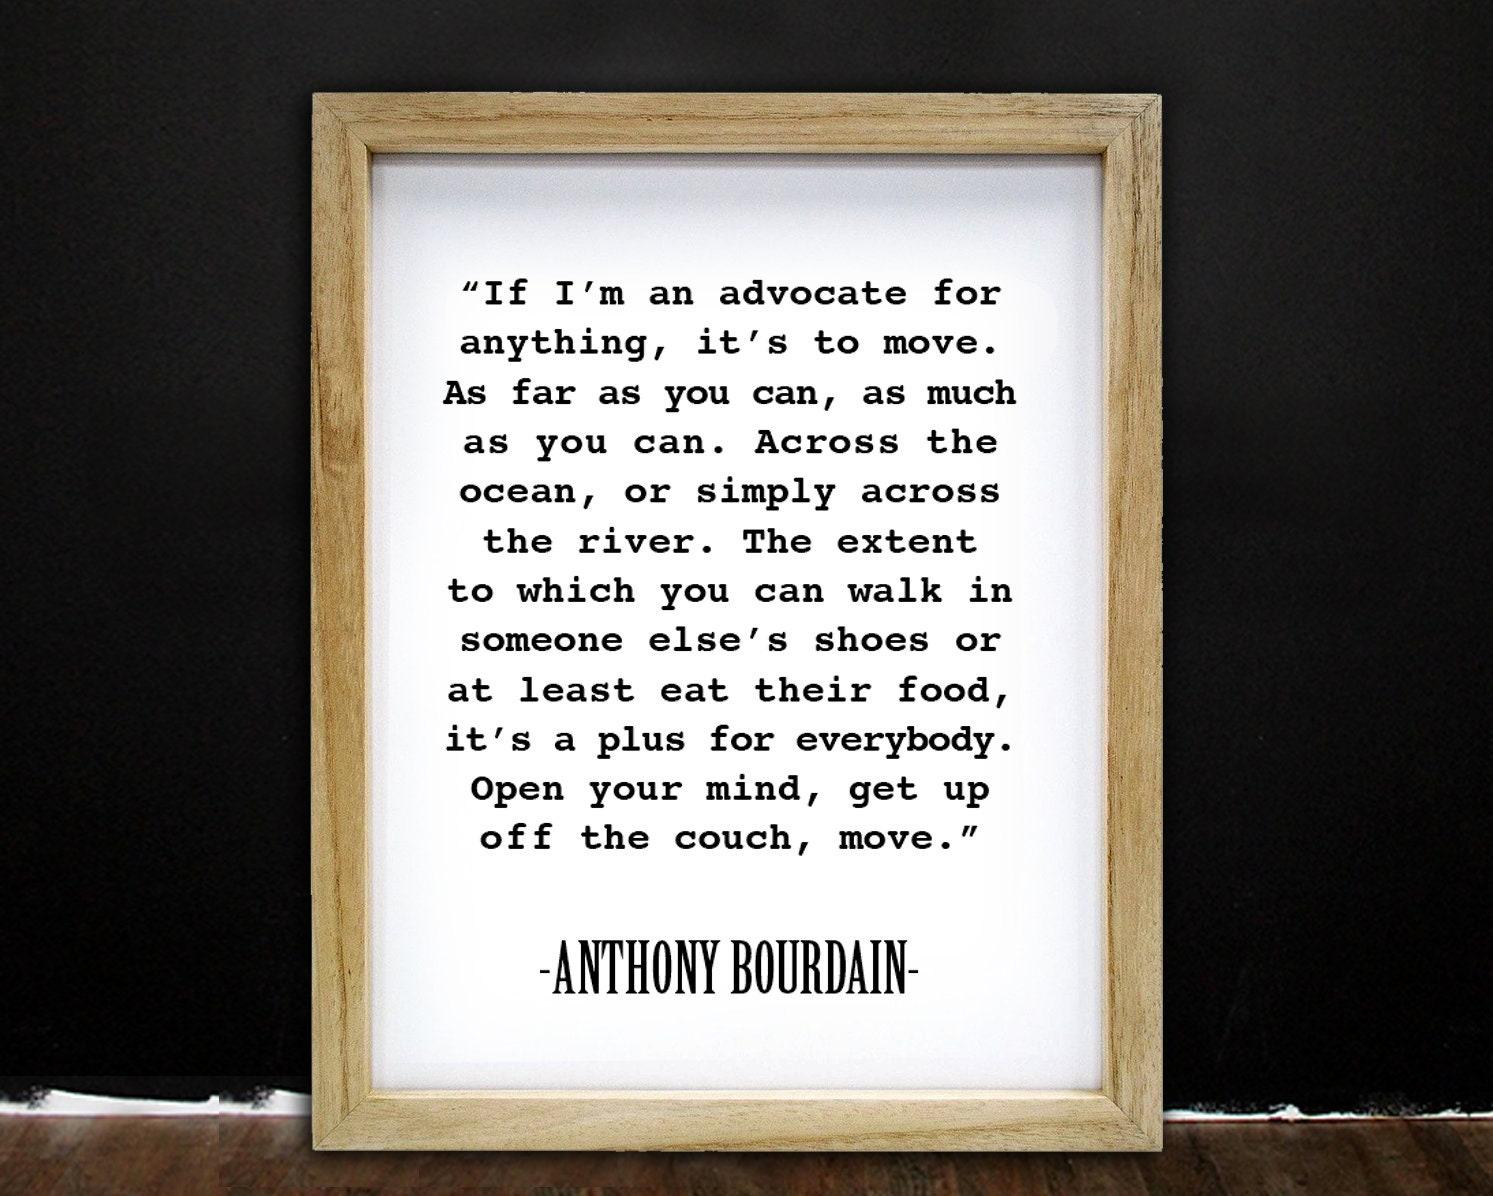 “If I’m an advocate for
anything, it’s to move.
As far as you can, as much
as you can. Across the
ocean, or simply across
the river. The extent
to which you can walk in
someone else’s shoes or
at least eat their food,
it’s a plus for everybody.
Open your mind, get up
off the couch, move.”
-ANTHONY BOURDAIN-